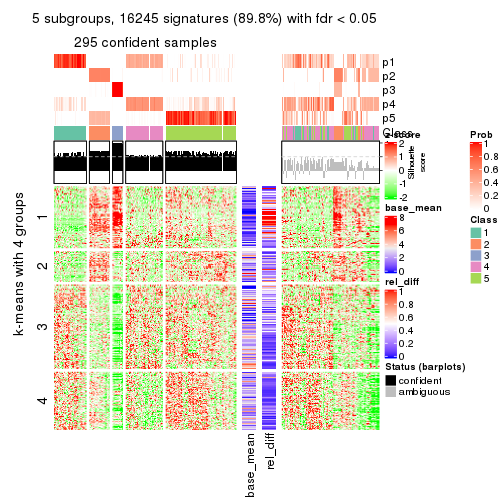 5 subgroups, 16245 signatures (89.8%) with fdr < 0.05
295 confident samples
p1
p2
p3
p4
p5
Class
z-score
2
1
0
-1
-2
Silhouette
score
base_mean
8
6
4
2
0
rel_diff
1
0.8
0.6
0.4
0.2
0
Status (barplots)
confident
ambiguous
Prob
1
0.8
0.6
0.4
0.2
0
Class
1
2
3
4
5
k-means with 4 groups
1
2
3
4
base_mean
rel_diff